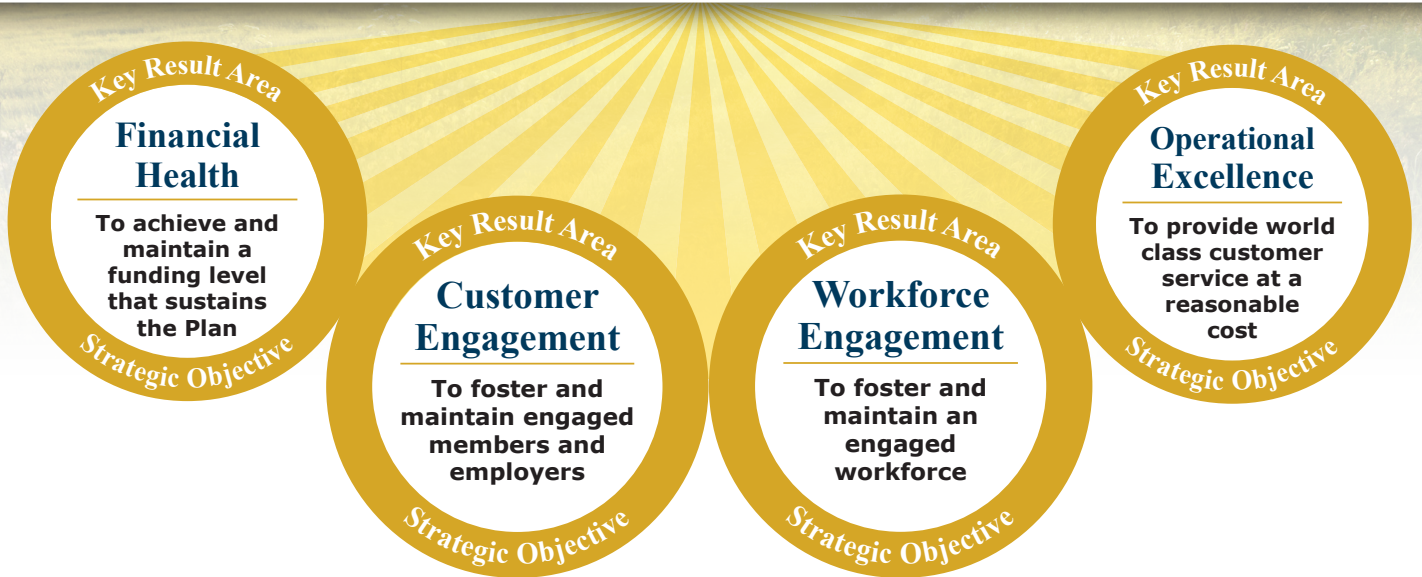 Key Result Area
Financial
Health
To achieve and
maintain a
funding level
that sustains
the Plan
Strategic Objective
Key Result Area
Customer
Engagement
To foster and
maintain engaged
members and
employers
Strategic Objective
Key Result Area
Workforce
Engagement
To foster and
maintain an
engaged
workforce
Strategic Objective
Key Result Area
Operational
Excellence
To provide world
class customer
service at a
reasonable
cost
Strategic Objective